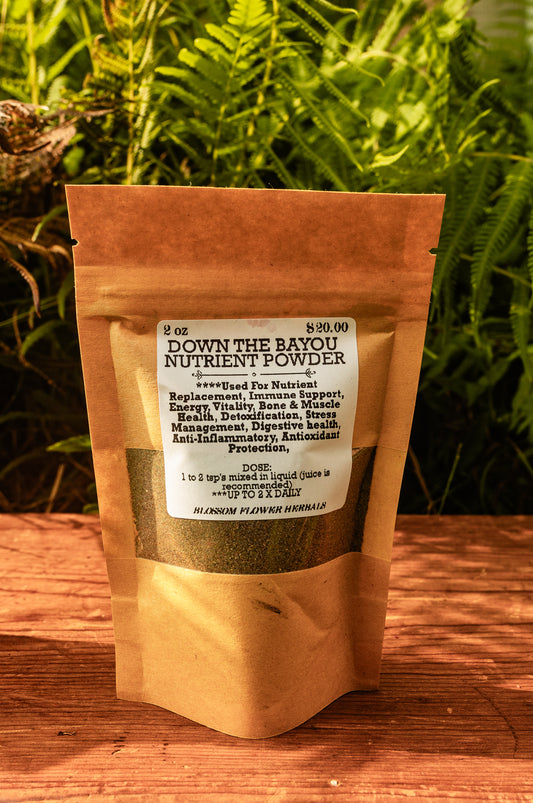 2 oz $20.00
DOWN THE BAYOU
NUTRIENT POWDER
****Used For Nutrient
Replacement, Immune Support,
Energy, Vitality, Bone & Muscle
Health, Detoxification, Stress
Management, Digestive health,
Anti-Inflammatory, Antioxidant
Protection,
DOSE:
1 to 2 tsp's mixed in liquid (juice is
recommended)
***UP TO 2 X DAILY
BLOSSOM FLOWER HERBALS